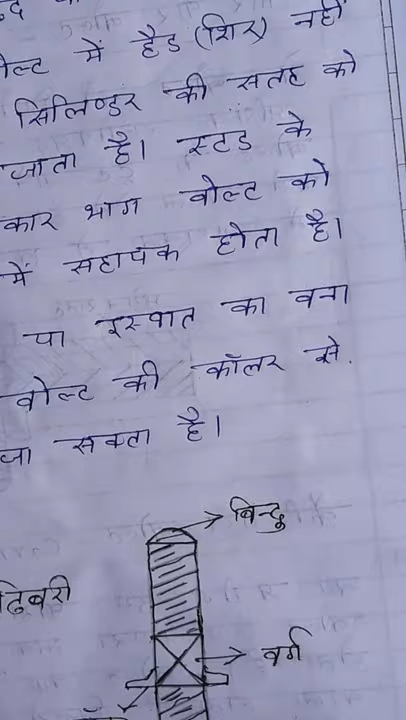 ोल्ट में हैड (शिर) नहीं
सिलिण्डर की सतह को
जाता है। स्टड के
कार भाग वोल्ट को
में सहायक होता है।
या इस्पात का बना
वोल्ट की कॉलर से.
जा सकता है।
बिन्दु
ढिबरी
वर्ग